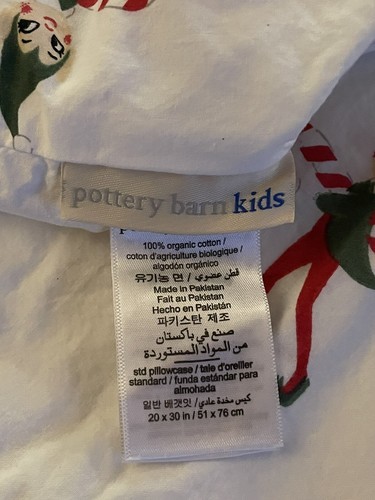 pottery barn kids
100% organic cotton /
coton d'agriculture biologique /
algodón orgánico
유기농 면 / قطن عضوي
Made in Pakistan
Fait au Pakistan
Hecho en Pakistán
파키스탄 제조
صنع في باكستان
من المواد المستوردة
std pillowcase / taie d'oreiller
standard / funda estándar para
almohada
일반 베갯잇 / كيس مخدة عادي
20 x 30 in / 51 x 76 cm